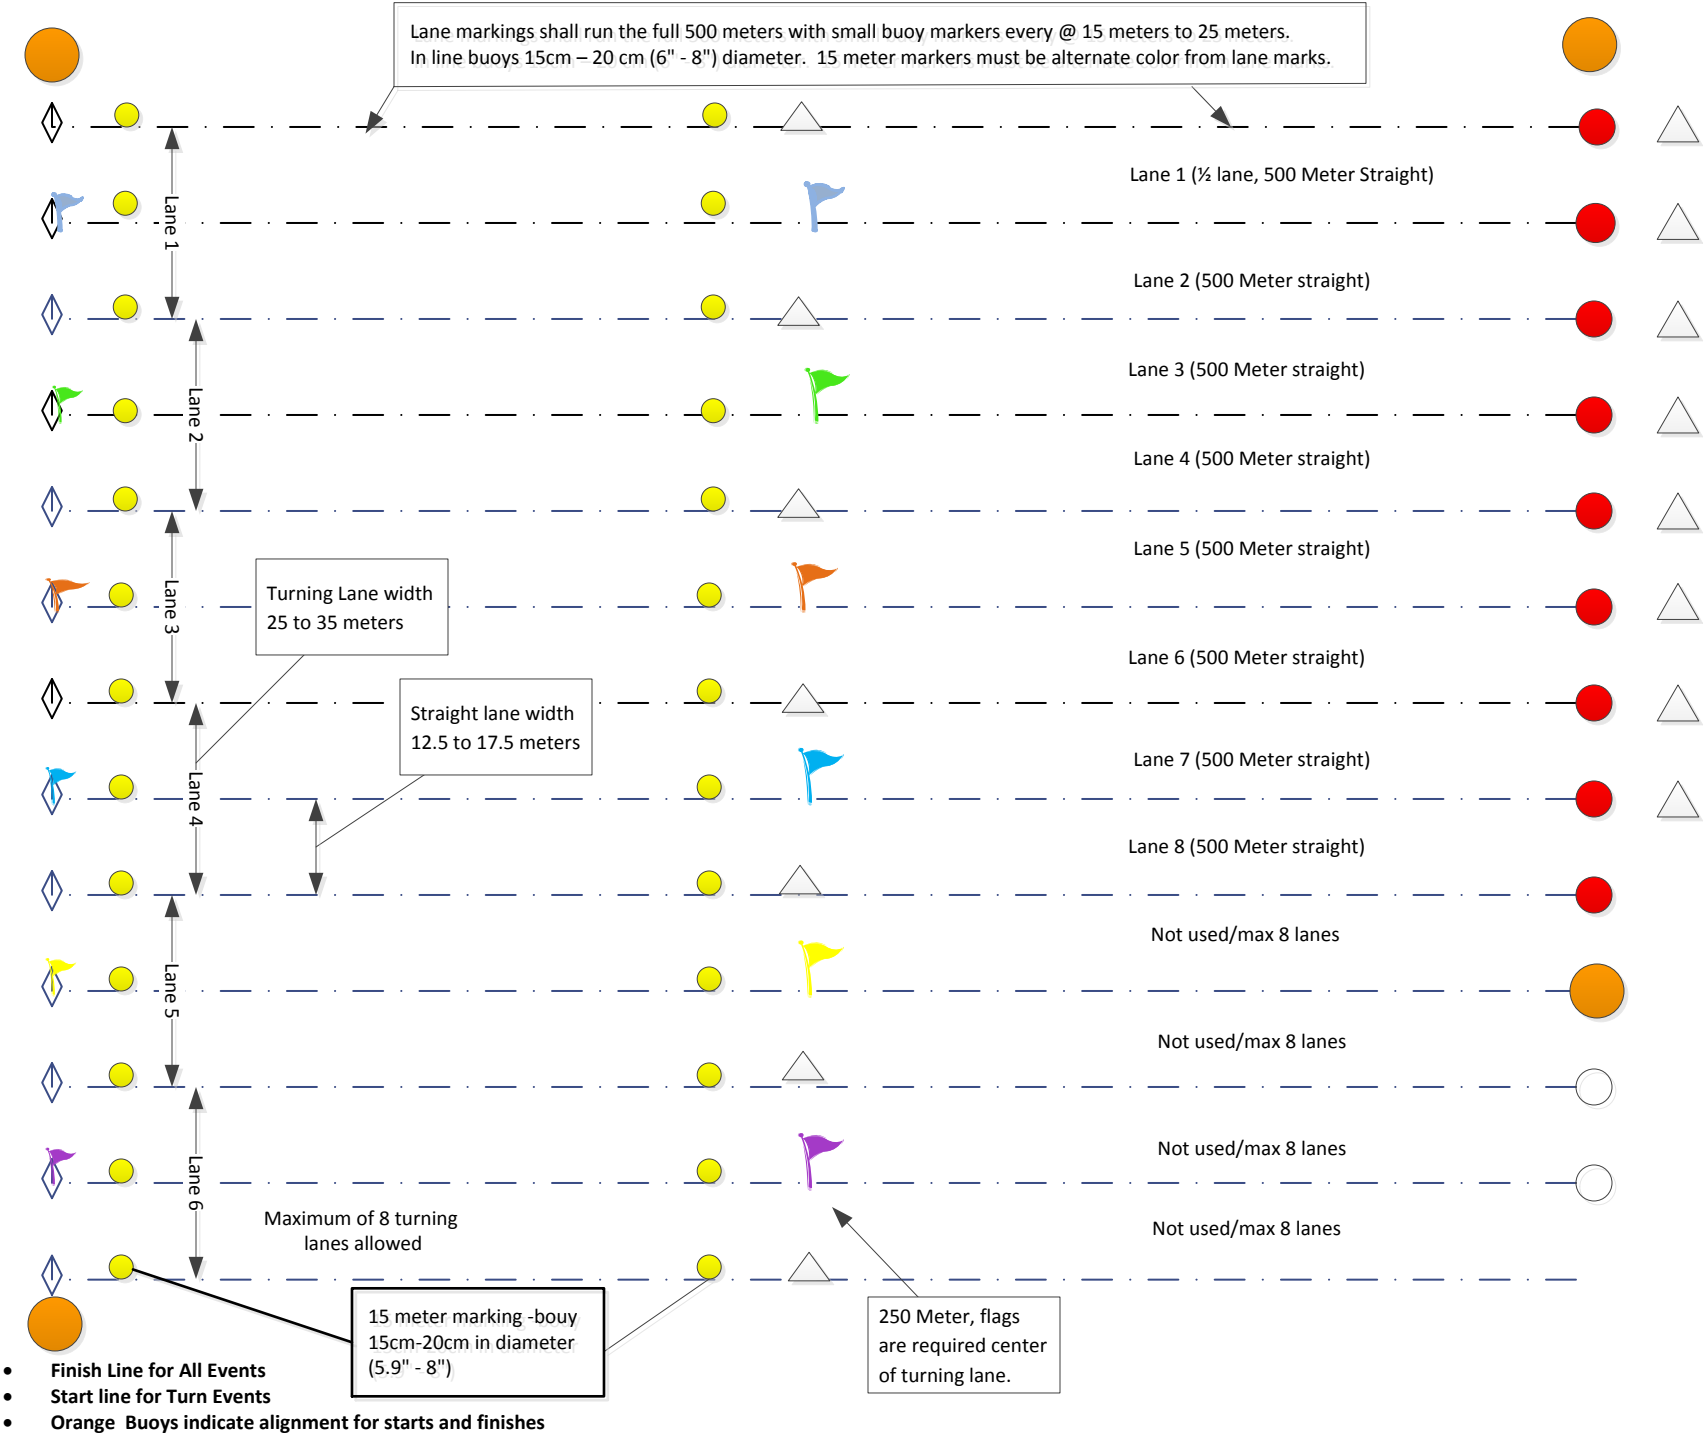 Lane markings shall run the full 500 meters with small buoy markers every @ 15 meters to 25 meters.
In line buoys 15cm – 20 cm (6" - 8") diameter. 15 meter markers must be alternate color from lane marks.
Lane 1 (½ lane, 500 Meter Straight)
Lane 1
Lane 2 (500 Meter straight)
Lane 3 (500 Meter straight)
Lane 2
Lane 4 (500 Meter straight)
Lane 5 (500 Meter straight)
Turning Lane width
25 to 35 meters
Lane 3
Lane 6 (500 Meter straight)
Straight lane width
12.5 to 17.5 meters
Lane 7 (500 Meter straight)
Lane 4
Lane 8 (500 Meter straight)
Not used/max 8 lanes
Lane 5
Not used/max 8 lanes
Not used/max 8 lanes
Lane 6
Maximum of 8 turning
lanes allowed
Not used/max 8 lanes
15 meter marking -bouy
15cm-20cm in diameter
(5.9" - 8")
250 Meter, flags
are required center
of turning lane.
• Finish Line for All Events
• Start line for Turn Events
• Orange Buoys indicate alignment for starts and finishes